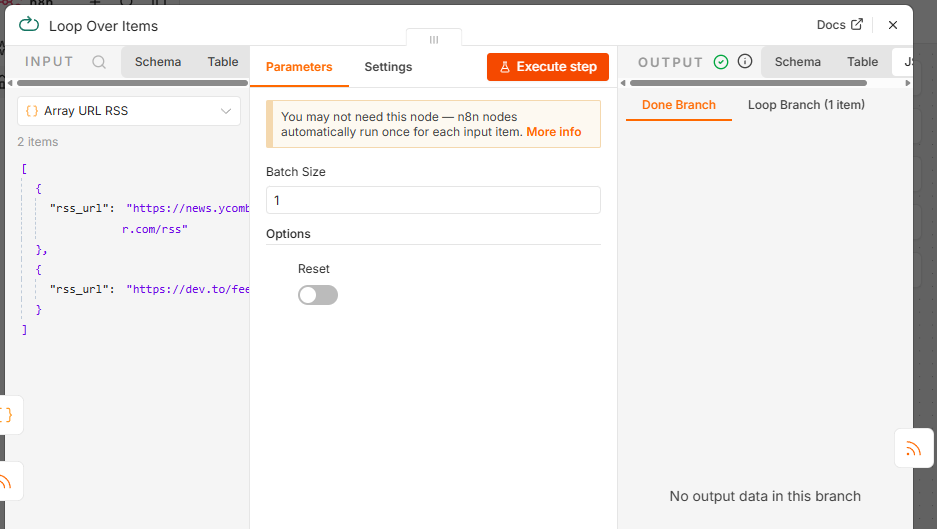 Loop Over Items
Docs
INPUT
Schema
Table
Parameters
Settings
Execute step
OUTPUT
Schema
Table
Array URL RSS
2 items
[
{
"rss_url": "https://news.ycomb
r.com/rss"
},
{
"rss_url": "https://dev.to/fee
}
]
You may not need this node — n8n nodes
automatically run once for each input item. More info
Batch Size
1
Options
Reset
Done Branch
Loop Branch (1 item)
No output data in this branch